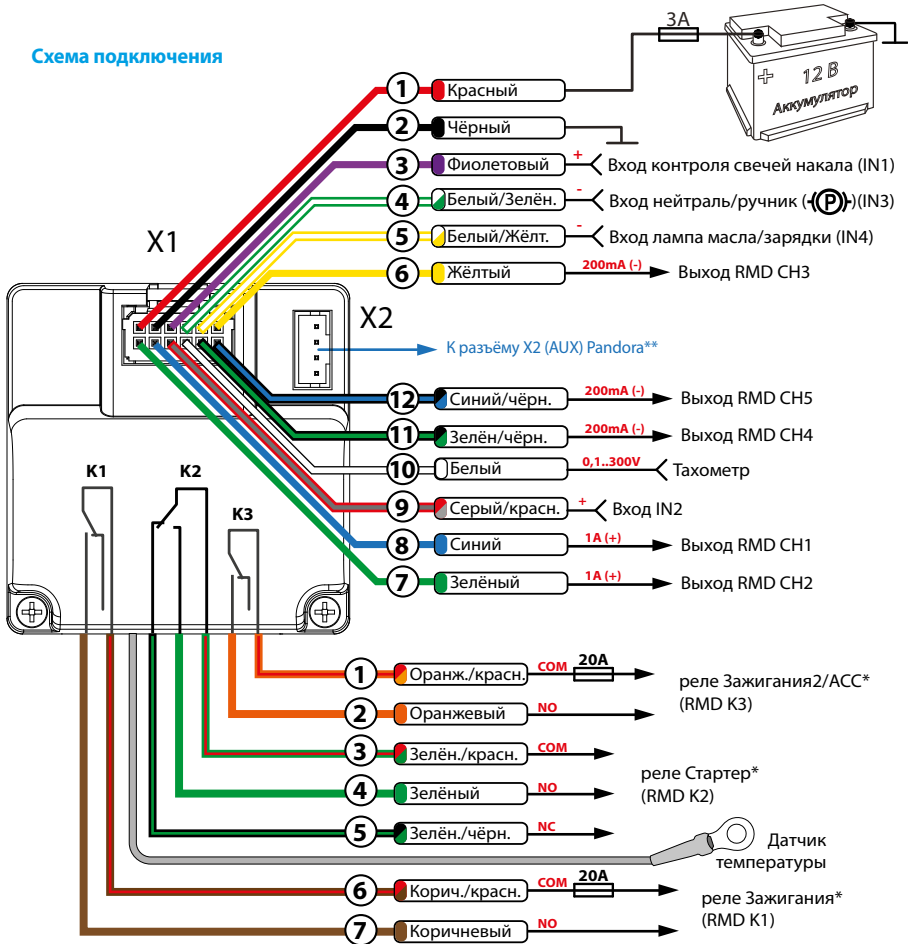 Схема подключения
3А
+ 12 В
Аккумулятор
1 Красный
2 Чёрный
3 Фиолетовый + Вход контроля свечей накала (IN1)
4 Белый/Зелён. - Вход нейтраль/ручник (-(P)-)(IN3)
5 Белый/Жёлт. - Вход лампа масла/зарядки (IN4)
6 Жёлтый 200mA (-) Выход RMD CH3
X1
X2
К разъёму X2 (AUX) Pandora**
12 Синий/чёрн. 200mA (-) Выход RMD CH5
11 Зелён/чёрн. 200mA (-) Выход RMD CH4
10 Белый 0,1..300V Тахометр
9 Серый/красн. + Вход IN2
8 Синий 1A (+) Выход RMD CH1
7 Зелёный 1A (+) Выход RMD CH2
K1
K2
K3
1 Оранж./красн. COM 20A
2 Оранжевый NO
реле Зажигания2/ACC*
(RMD K3)
3 Зелён./красн. COM
4 Зелёный NO
5 Зелён./чёрн. NC
реле Стартер*
(RMD K2)
Датчик
температуры
6 Корич./красн. COM 20A
7 Коричневый NO
реле Зажигания*
(RMD K1)